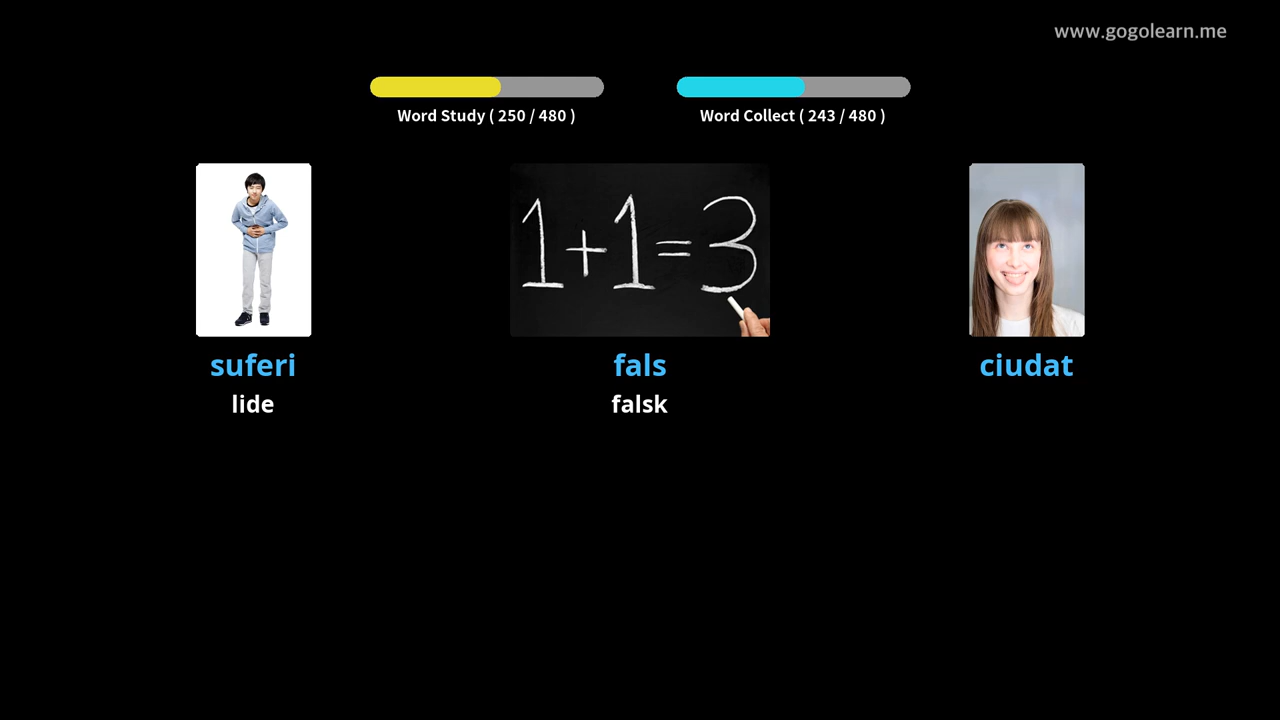 www.gogolearn.me
Word Study ( 250 / 480 )
Word Collect ( 243 / 480 )
1+1=3
suferi
fals
ciudat
lide
falsk